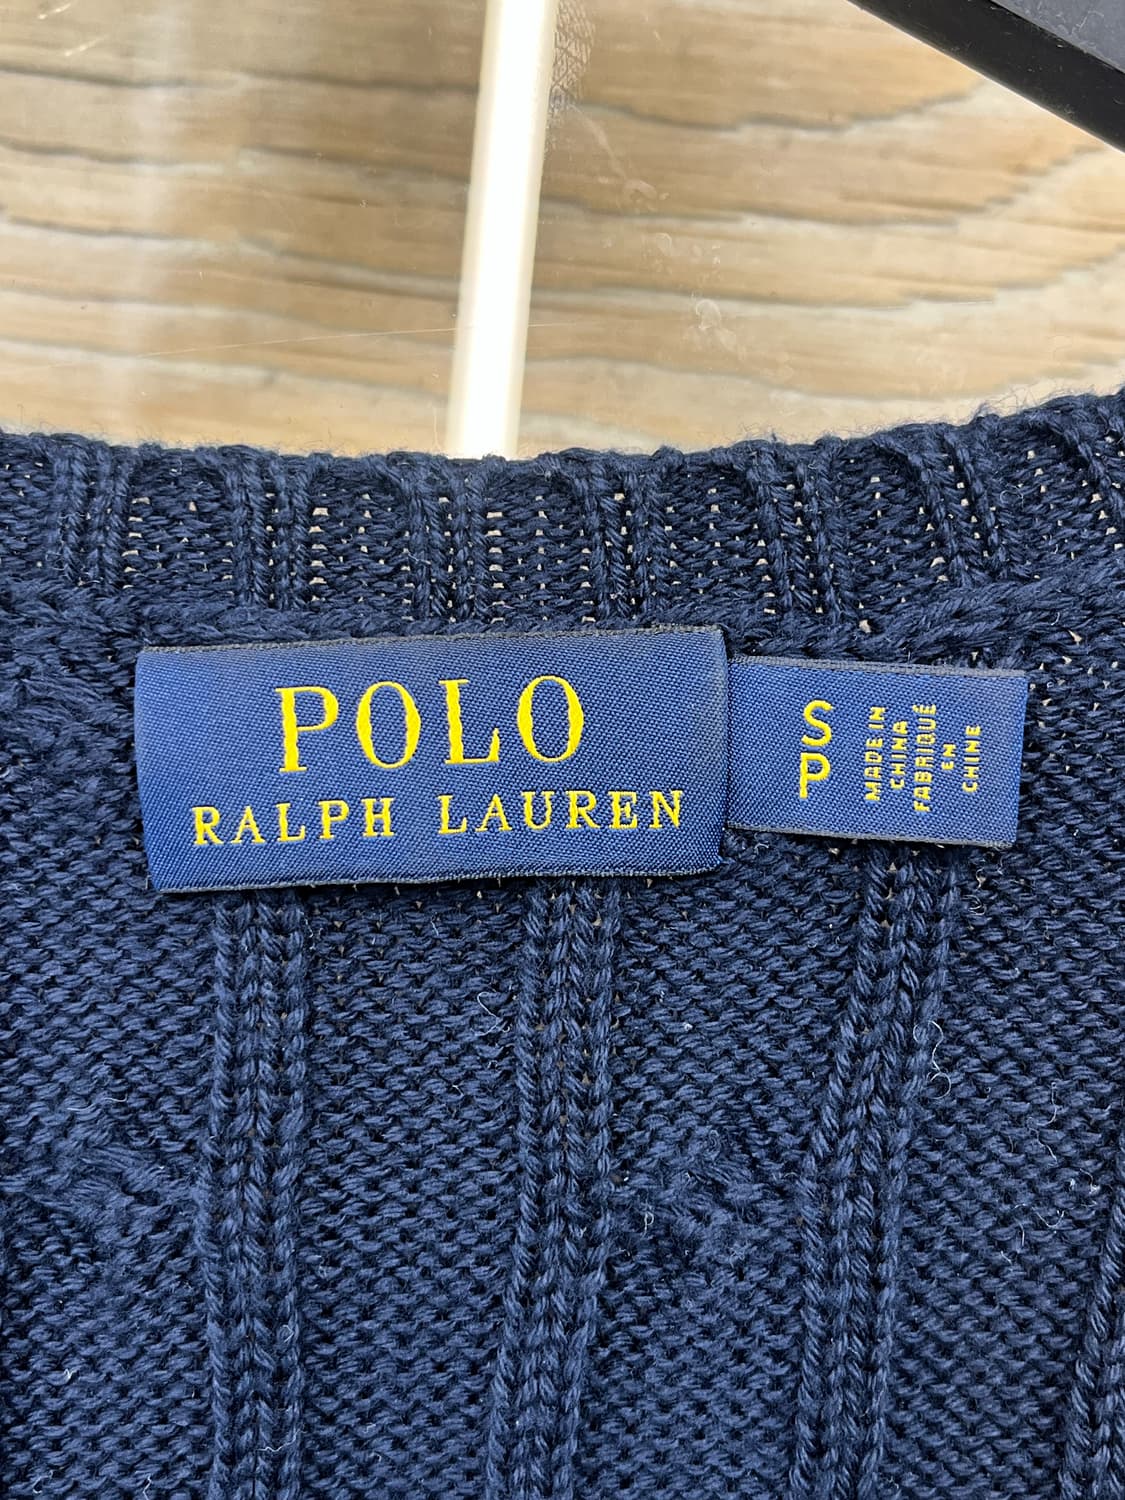 POLO
RALPH LAUREN
S
P
MADE IN
CHINA
FABRIQUÉ
EN
CHINE